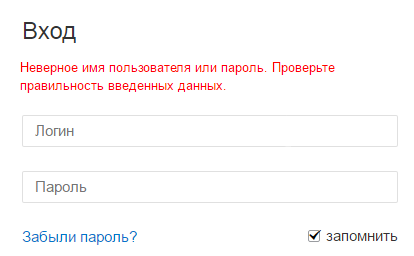 Вход
Неверное имя пользователя или пароль. Проверьте
правильность введенных данных.
Логин
Пароль
Забыли пароль? запомнить